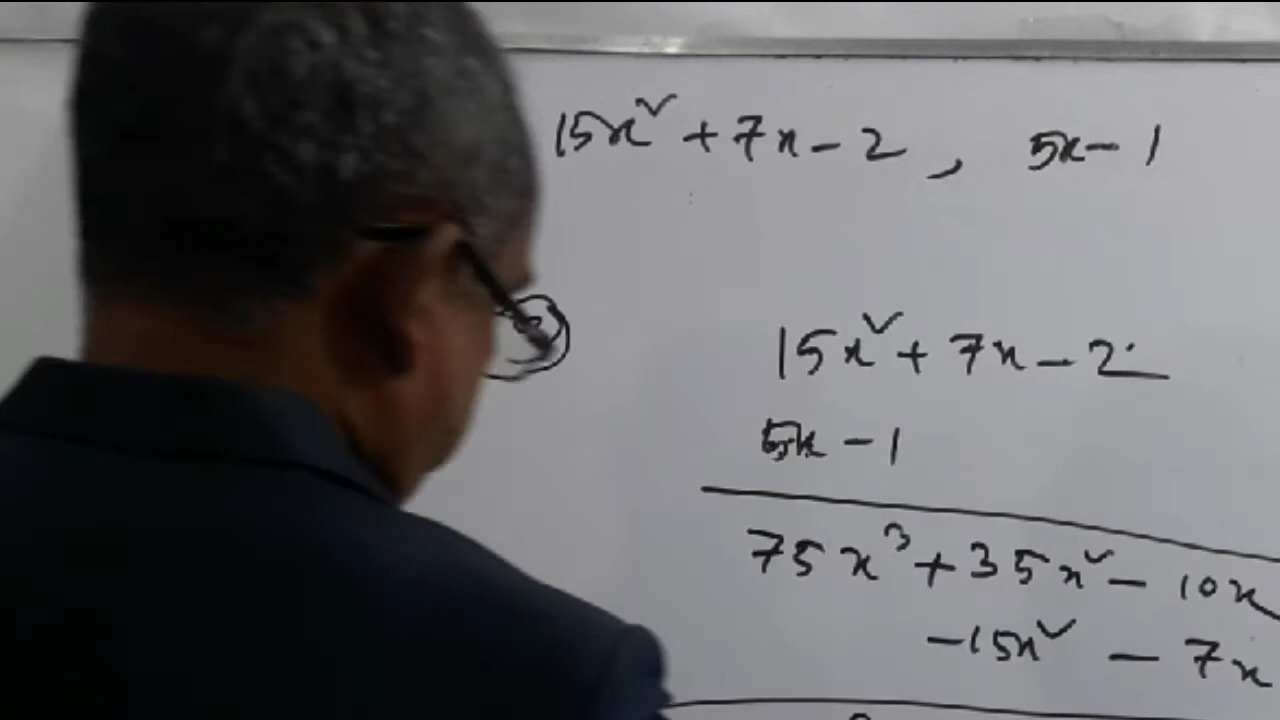 15x² + 7x - 2 , 5x - 1
15x² + 7x - 2
5x - 1
75x³ + 35x² - 10x
-15x² - 7x